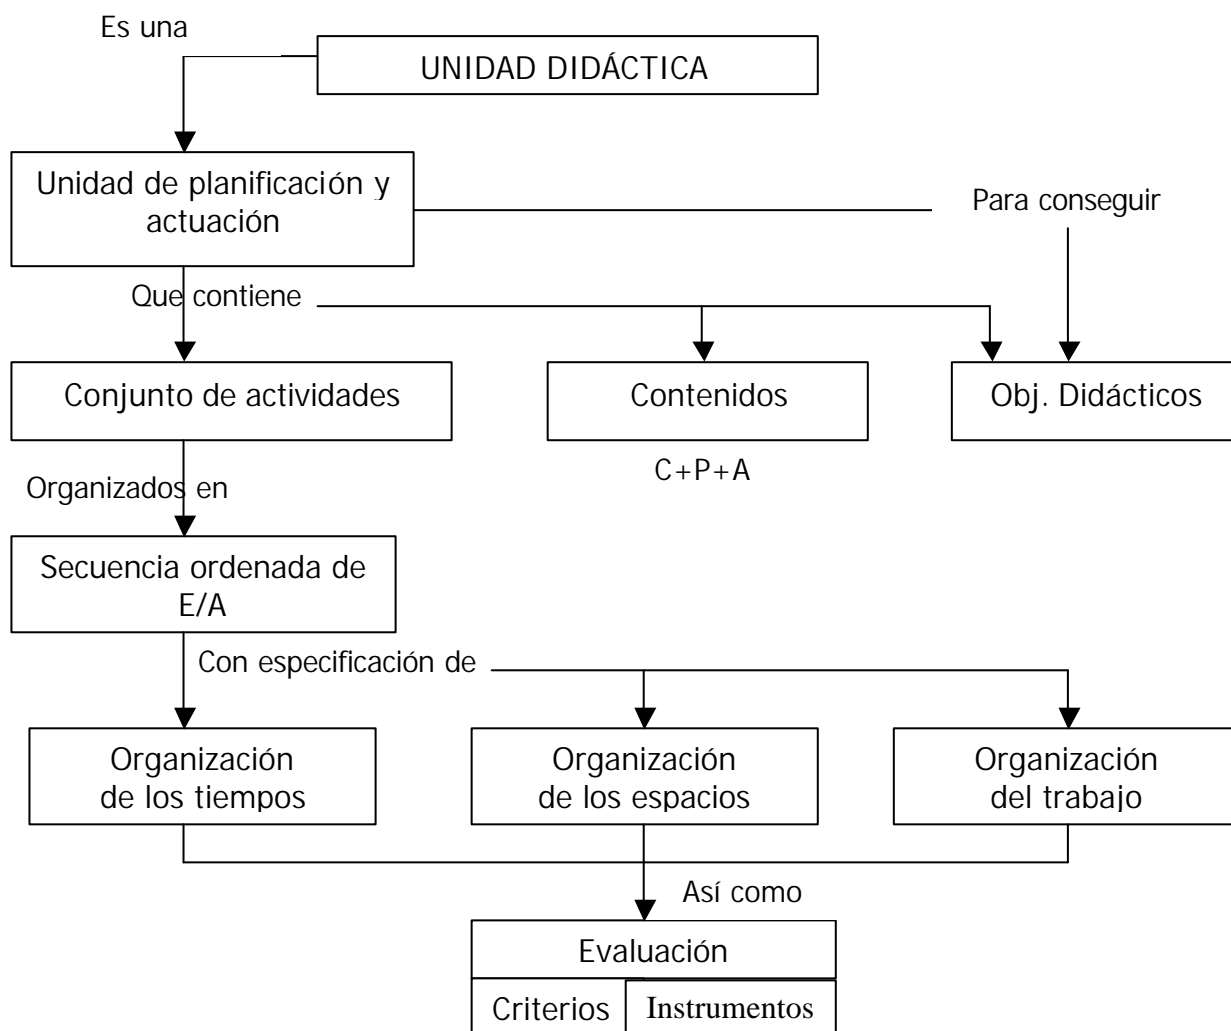 Es una
UNIDAD DIDÁCTICA
Unidad de planificación y
actuación
Para conseguir
Que contiene
Conjunto de actividades
Contenidos
Obj. Didácticos
C+P+A
Organizados en
Secuencia ordenada de
E/A
Con especificación de
Organización
de los tiempos
Organización
de los espacios
Organización
del trabajo
Así como
Evaluación
Criterios
Instrumentos